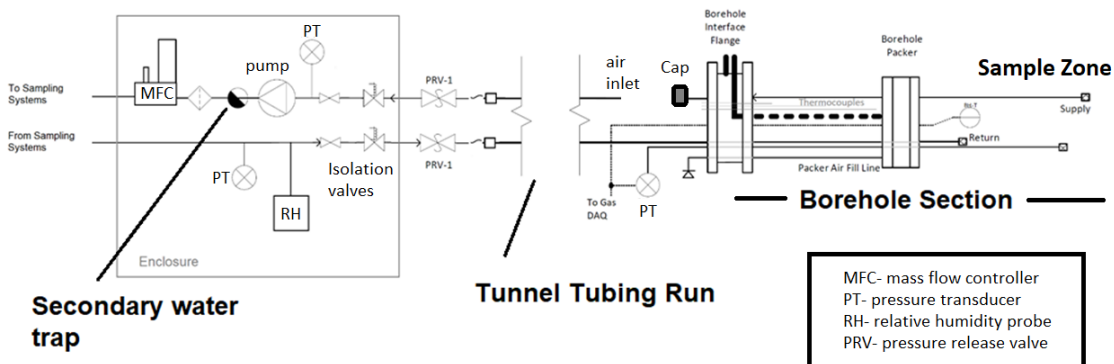 PT
pump
MFC
To Sampling
Systems
PRV-1
air
inlet
Cap
Borehole
Interface
Flange
Borehole
Packer
Sample Zone
Thermocouples
Supply
From Sampling
Systems
PRV-1
Isolation
valves
PT
RH
Return
Packer Air Fill Line
To Gas
DAQ
PT
Borehole Section
Enclosure
Secondary water
trap
Tunnel Tubing Run
MFC- mass flow controller
PT- pressure transducer
RH- relative humidity probe
PRV- pressure release valve